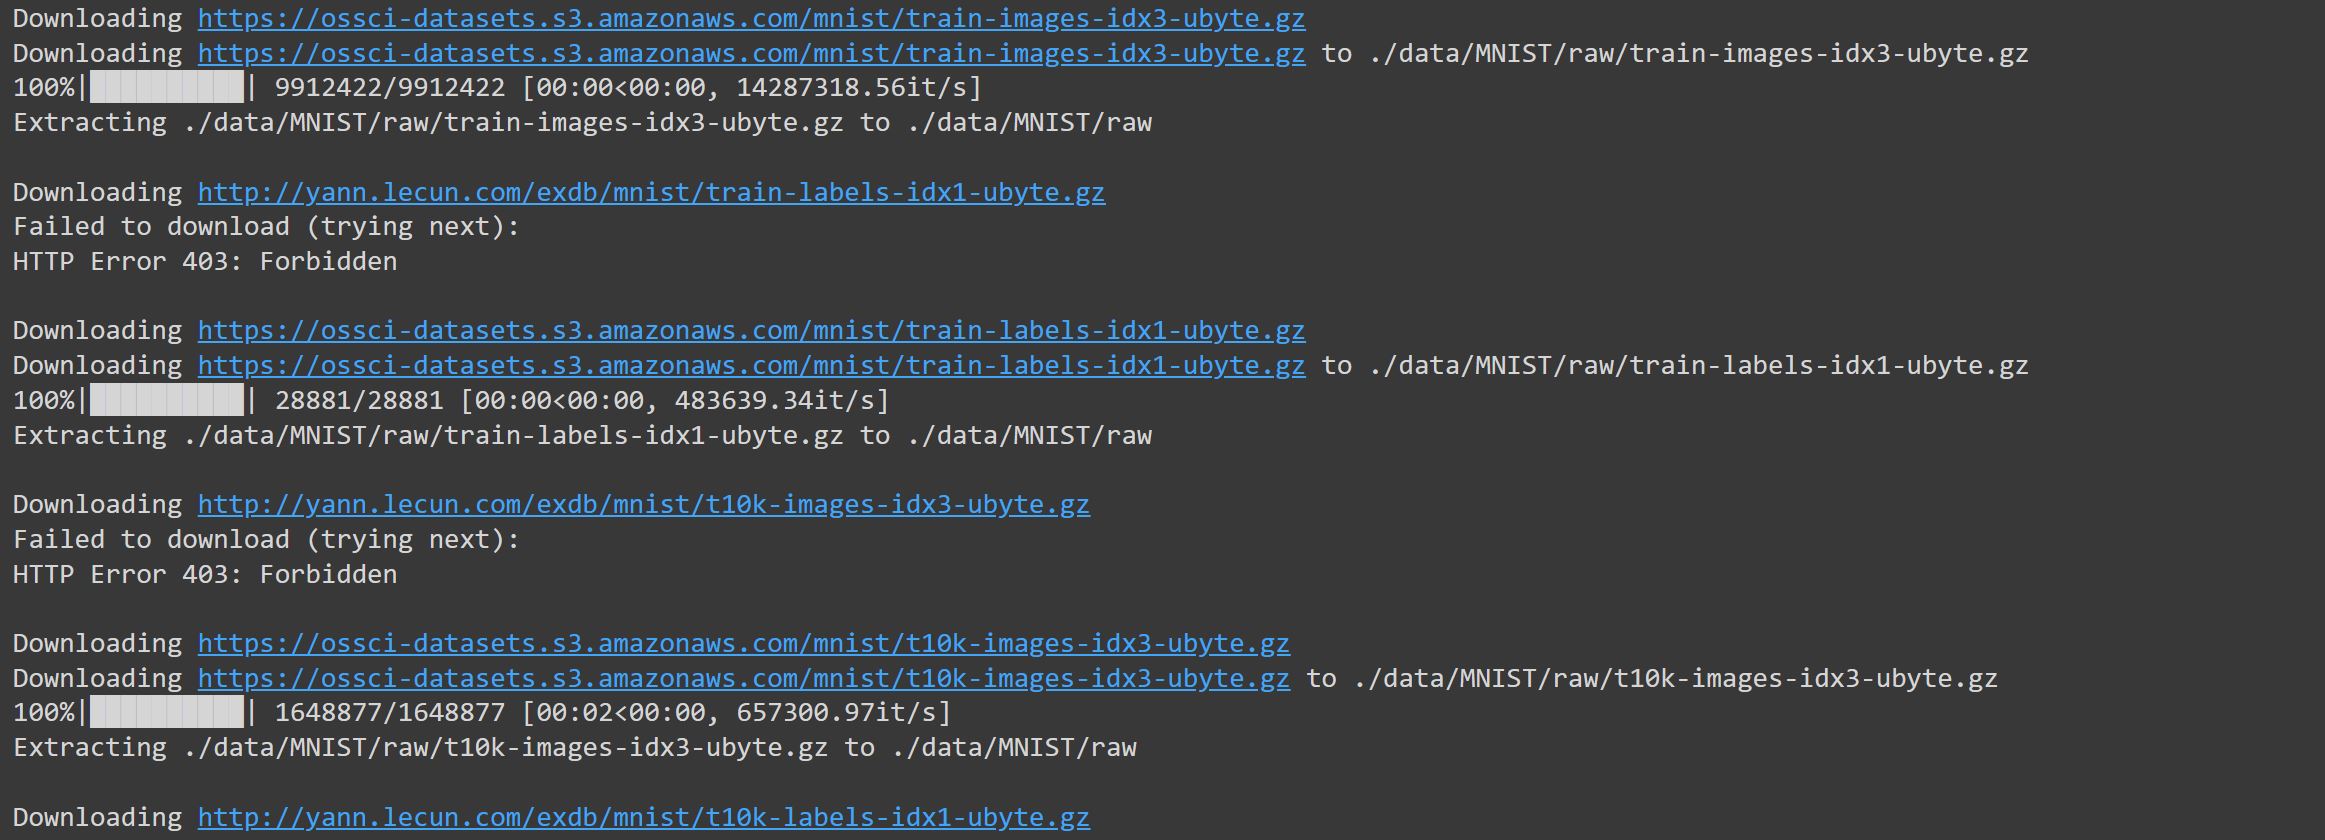 Downloading https://ossci-datasets.s3.amazonaws.com/mnist/train-images-idx3-ubyte.gz
Downloading https://ossci-datasets.s3.amazonaws.com/mnist/train-images-idx3-ubyte.gz to ./data/MNIST/raw/train-images-idx3-ubyte.gz
100%|██████████| 9912422/9912422 [00:00<00:00, 14287318.56it/s]
Extracting ./data/MNIST/raw/train-images-idx3-ubyte.gz to ./data/MNIST/raw
Downloading http://yann.lecun.com/exdb/mnist/train-labels-idx1-ubyte.gz
Failed to download (trying next):
HTTP Error 403: Forbidden
Downloading https://ossci-datasets.s3.amazonaws.com/mnist/train-labels-idx1-ubyte.gz
Downloading https://ossci-datasets.s3.amazonaws.com/mnist/train-labels-idx1-ubyte.gz to ./data/MNIST/raw/train-labels-idx1-ubyte.gz
100%|██████████| 28881/28881 [00:00<00:00, 483639.34it/s]
Extracting ./data/MNIST/raw/train-labels-idx1-ubyte.gz to ./data/MNIST/raw
Downloading http://yann.lecun.com/exdb/mnist/t10k-images-idx3-ubyte.gz
Failed to download (trying next):
HTTP Error 403: Forbidden
Downloading https://ossci-datasets.s3.amazonaws.com/mnist/t10k-images-idx3-ubyte.gz
Downloading https://ossci-datasets.s3.amazonaws.com/mnist/t10k-images-idx3-ubyte.gz to ./data/MNIST/raw/t10k-images-idx3-ubyte.gz
100%|██████████| 1648877/1648877 [00:02<00:00, 657300.97it/s]
Extracting ./data/MNIST/raw/t10k-images-idx3-ubyte.gz to ./data/MNIST/raw
Downloading http://yann.lecun.com/exdb/mnist/t10k-labels-idx1-ubyte.gz